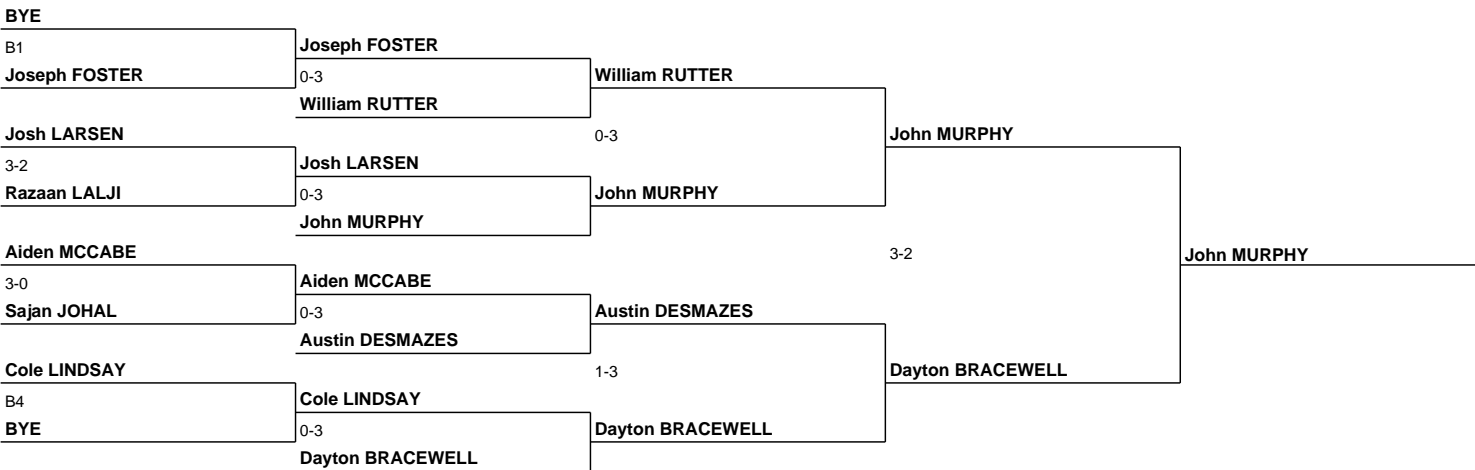 BYE
B1
Joseph FOSTER
Joseph FOSTER
0-3
William RUTTER
William RUTTER
Josh LARSEN
3-2
Razaan LALJI
Josh LARSEN
0-3
John MURPHY
0-3
John MURPHY
John MURPHY
Aiden MCCABE
3-0
Sajan JOHAL
Aiden MCCABE
0-3
Austin DESMAZES
Austin DESMAZES
Cole LINDSAY
B4
BYE
Cole LINDSAY
0-3
Dayton BRACEWELL
1-3
Dayton BRACEWELL
Dayton BRACEWELL
3-2
John MURPHY